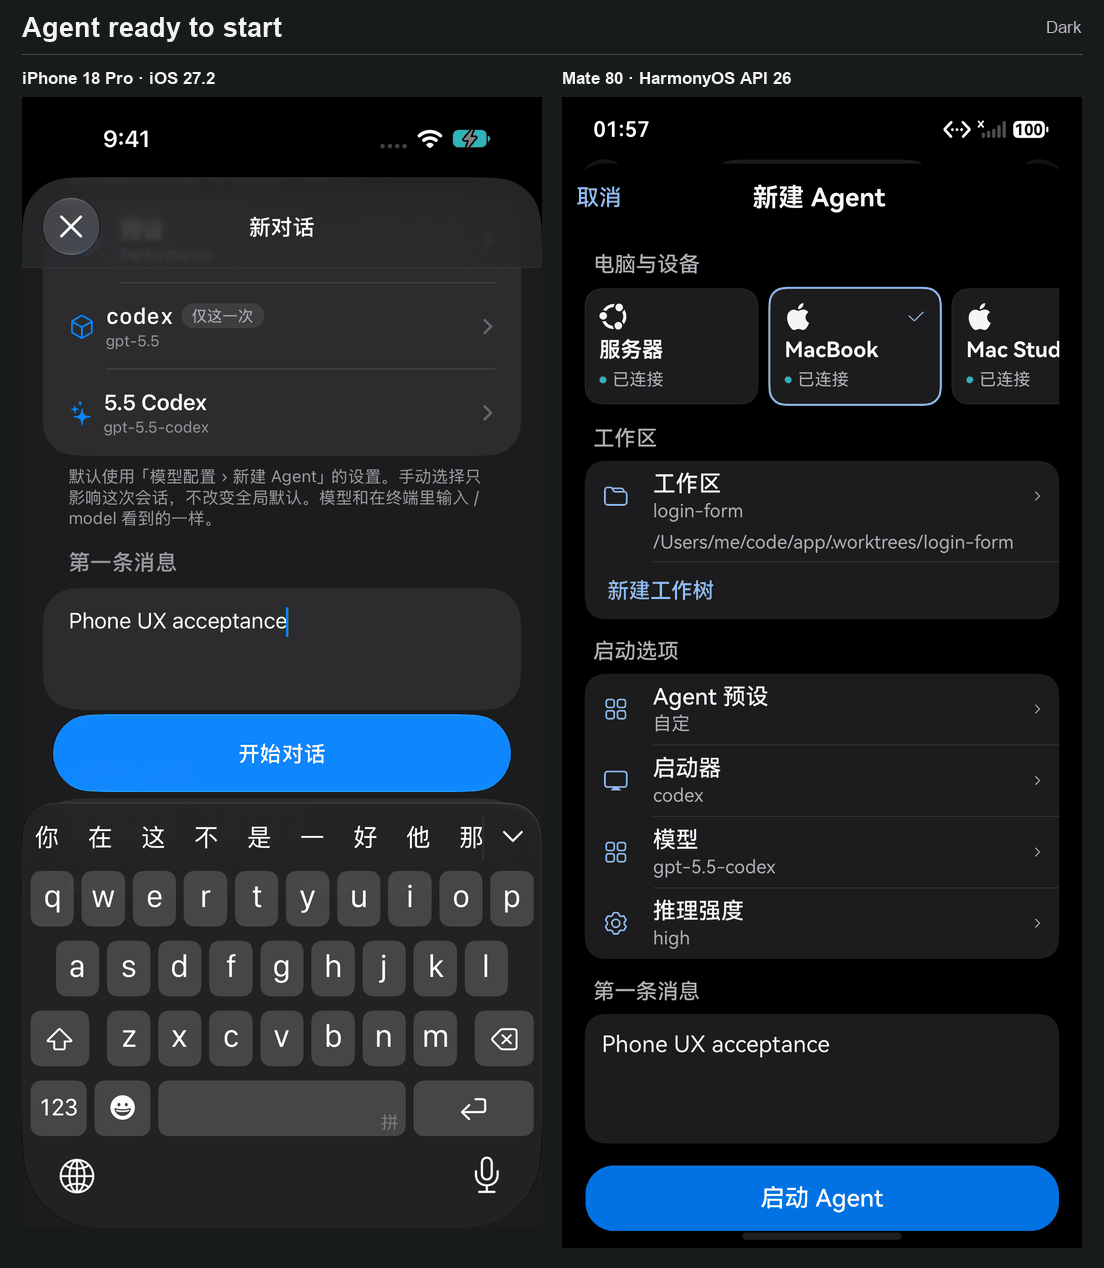 Agent ready to start
Dark
iPhone 18 Pro · iOS 27.2
9:41
新对话
预设
Performance
codex 仅这一次
gpt-5.5
5.5 Codex
gpt-5.5-codex
默认使用「模型配置 › 新建 Agent」的设置。手动选择只
影响这次会话，不改变全局默认。模型和在终端里输入 /
model 看到的一样。
第一条消息
Phone UX acceptance
开始对话
你 在 这 不 是 一 好 他 那
q w e r t y u i o p
a s d f g h j k l
z x c v b n m
123
拼
Mate 80 · HarmonyOS API 26
01:57
100
取消
新建 Agent
电脑与设备
服务器
已连接
MacBook
已连接
Mac Stud
已连接
工作区
工作区
login-form
/Users/me/code/app/.worktrees/login-form
新建工作树
启动选项
Agent 预设
自定
启动器
codex
模型
gpt-5.5-codex
推理强度
high
第一条消息
Phone UX acceptance
启动 Agent